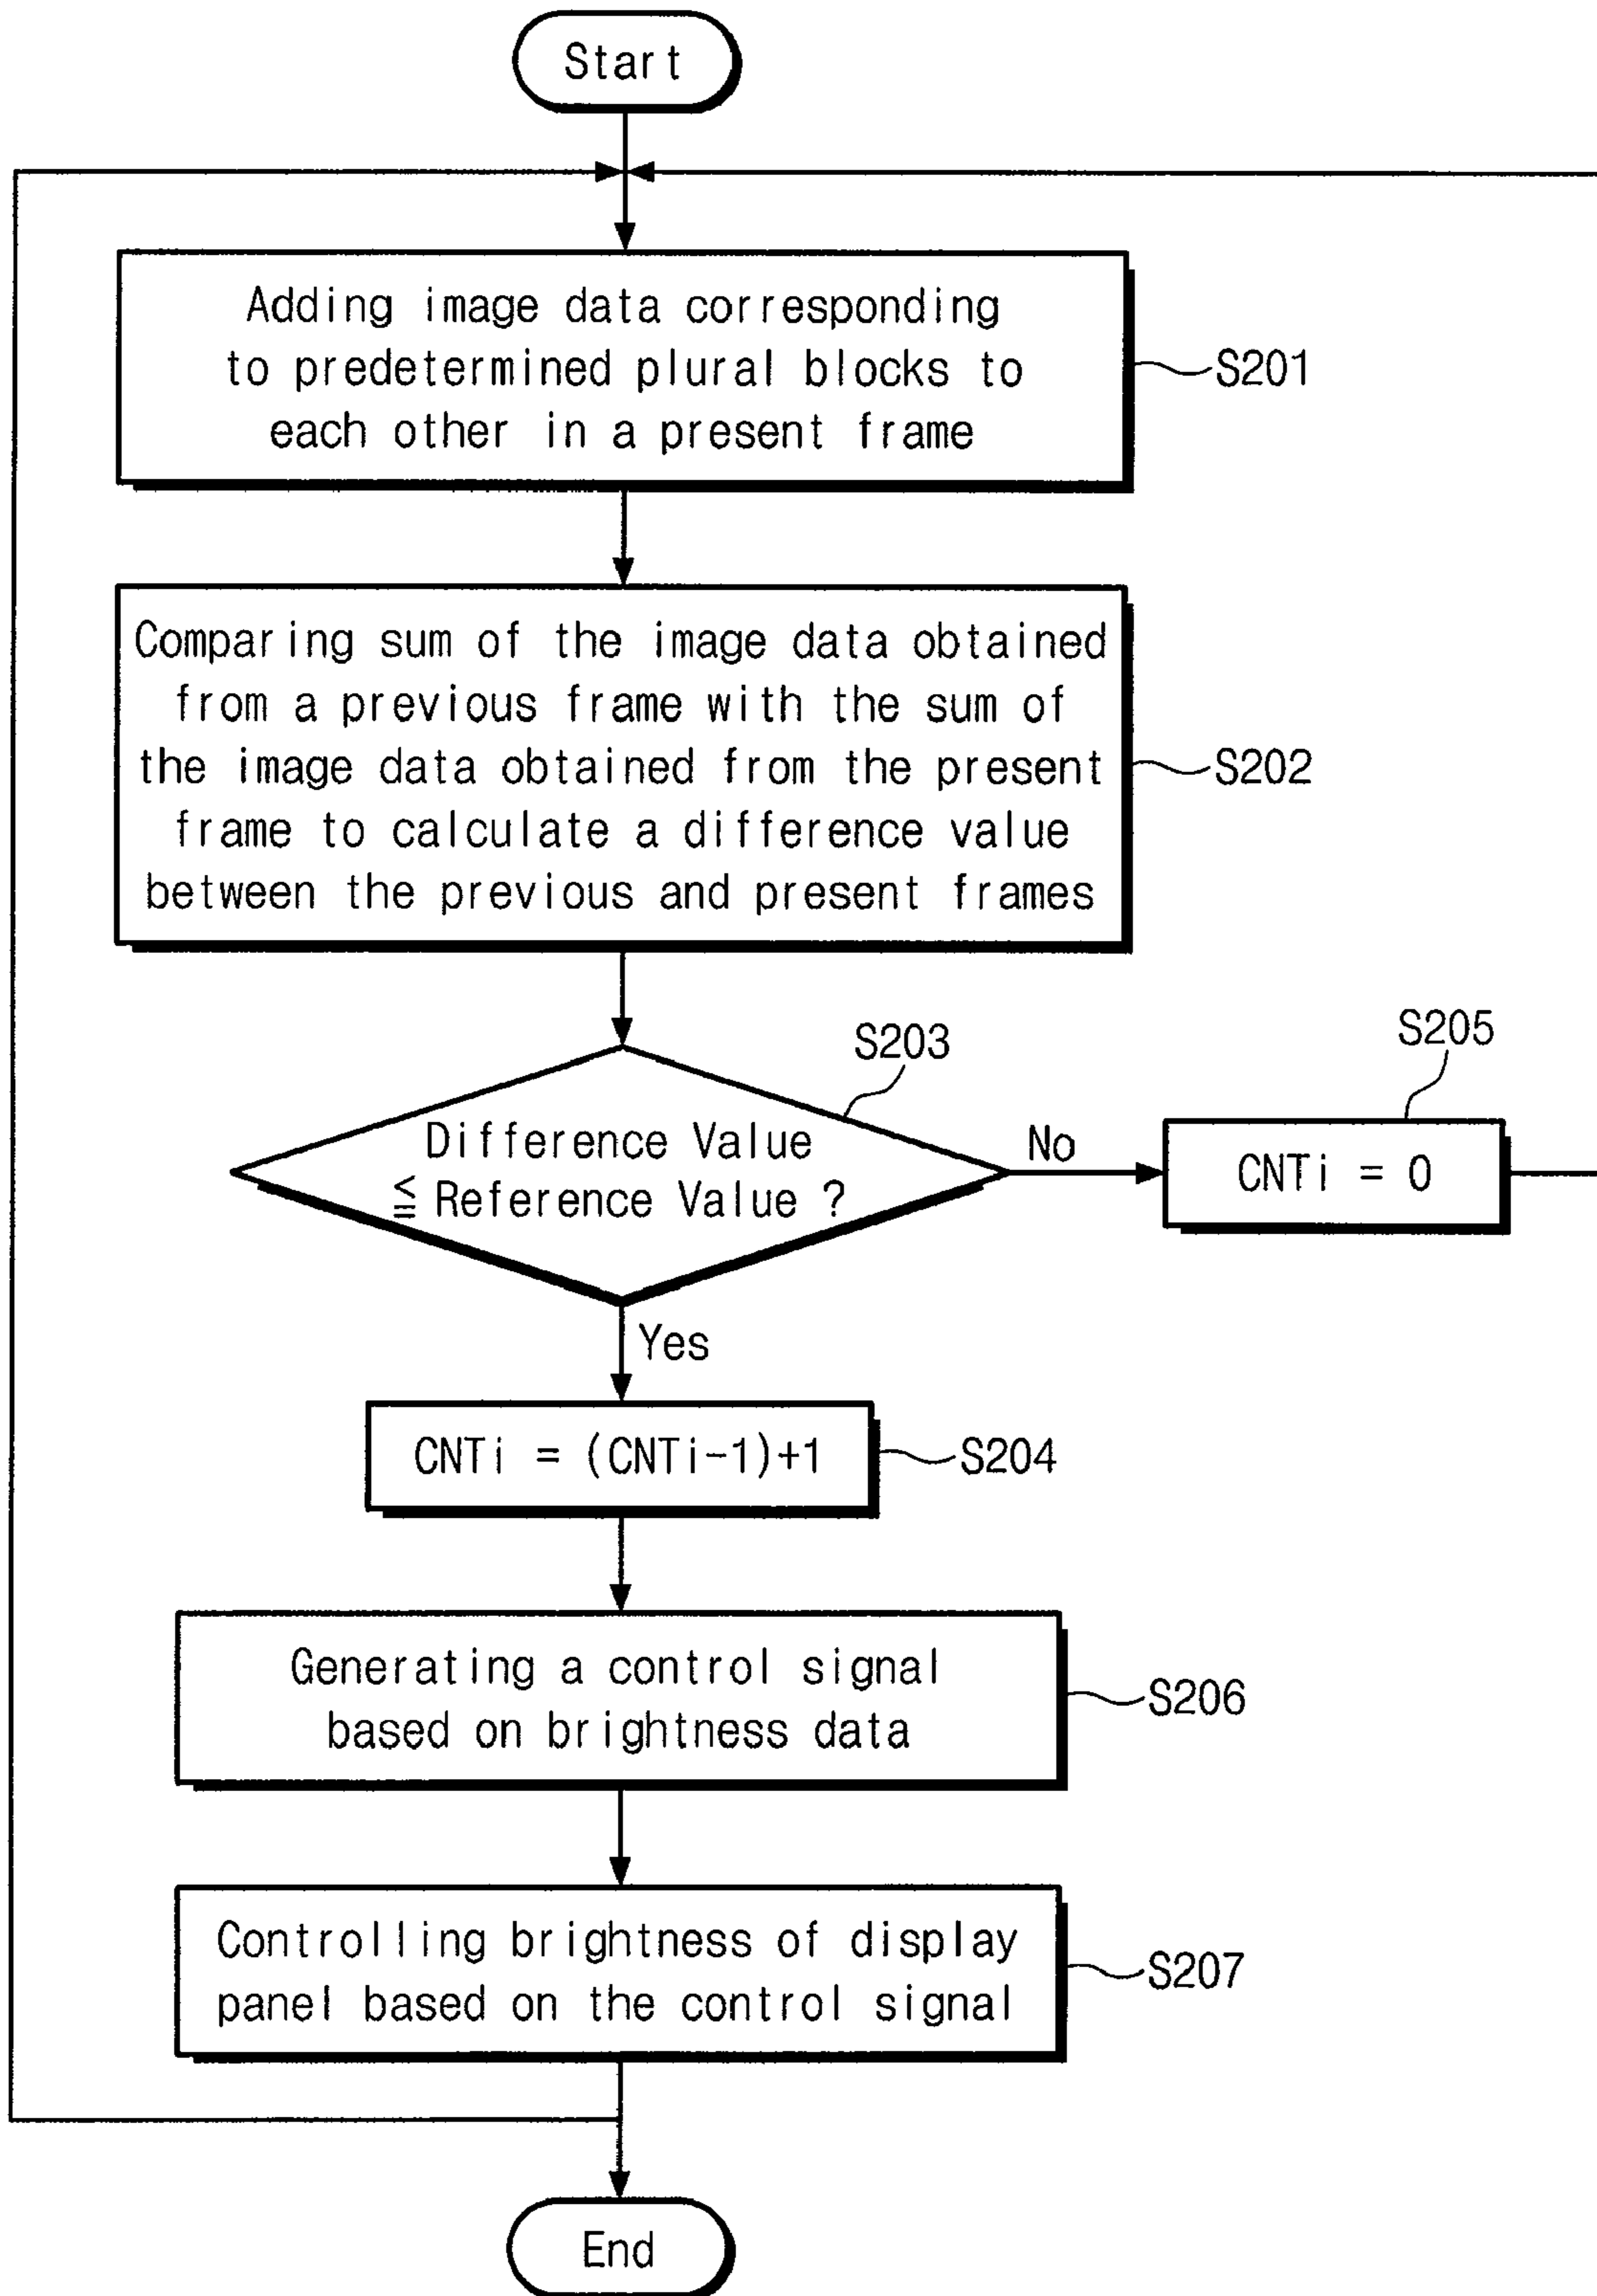 Start
Adding image data corresponding
to predetermined plural blocks to
each other in a present frame
S201
Comparing sum of the image data obtained
from a previous frame with the sum of
the image data obtained from the present
frame to calculate a difference value
between the previous and present frames
S202
S203
Difference Value
≦ Reference Value ?
No
S205
CNTi = 0
Yes
CNTi = (CNTi-1)+1
S204
Generating a control signal
based on brightness data
S206
Controlling brightness of display
panel based on the control signal
S207
End